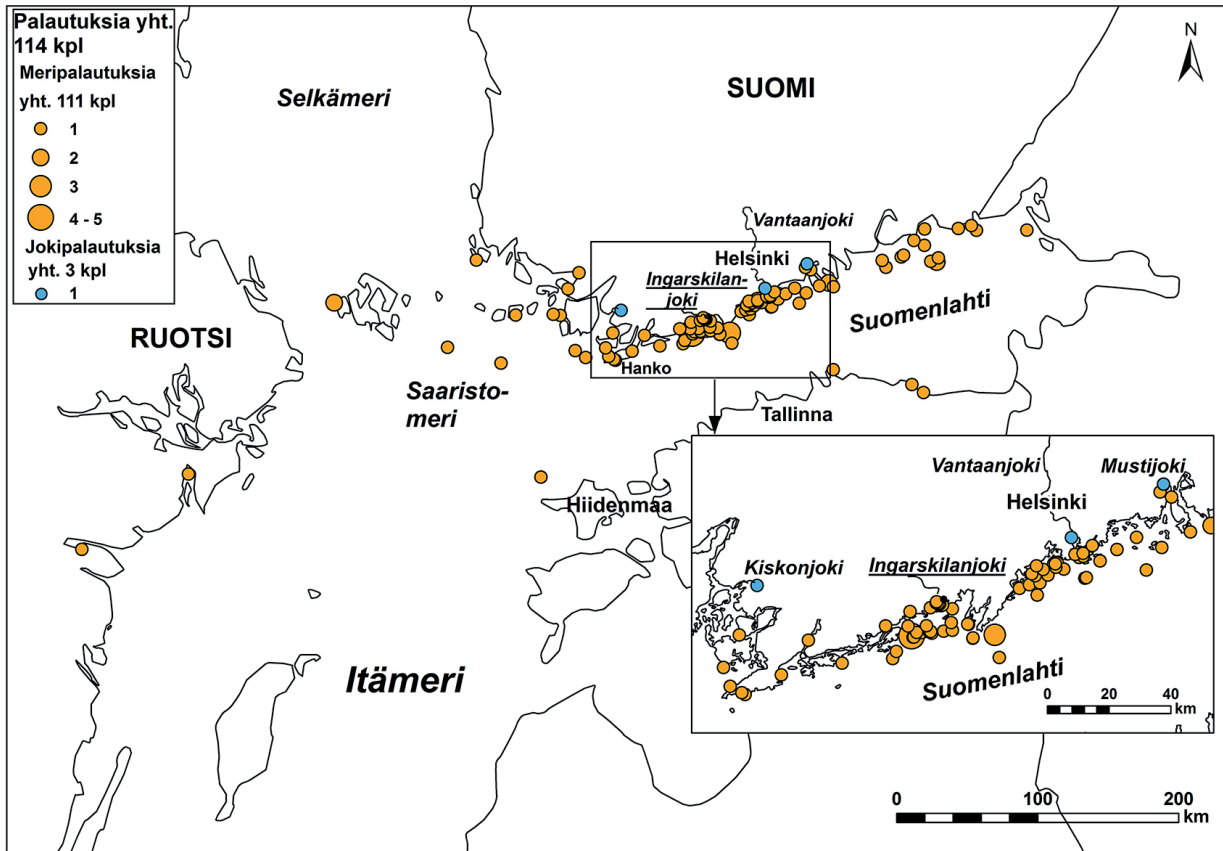 Palautuksia yht.
114 kpl
Meripalautuksia
yht. 111 kpl
1
2
3
4 - 5
Jokipalautuksia
yht. 3 kpl
1
N
Selkämeri
SUOMI
Vantaanjoki
Helsinki
Ingarskilan-
joki
Suomenlahti
RUOTSI
Hanko
Saaristo-
meri
Tallinna
Hiidenmaa
Itämeri
Vantaanjoki
Mustijoki
Helsinki
Kiskonjoki
Ingarskilanjoki
Suomenlahti
0 20 40
km
0 100 200
km